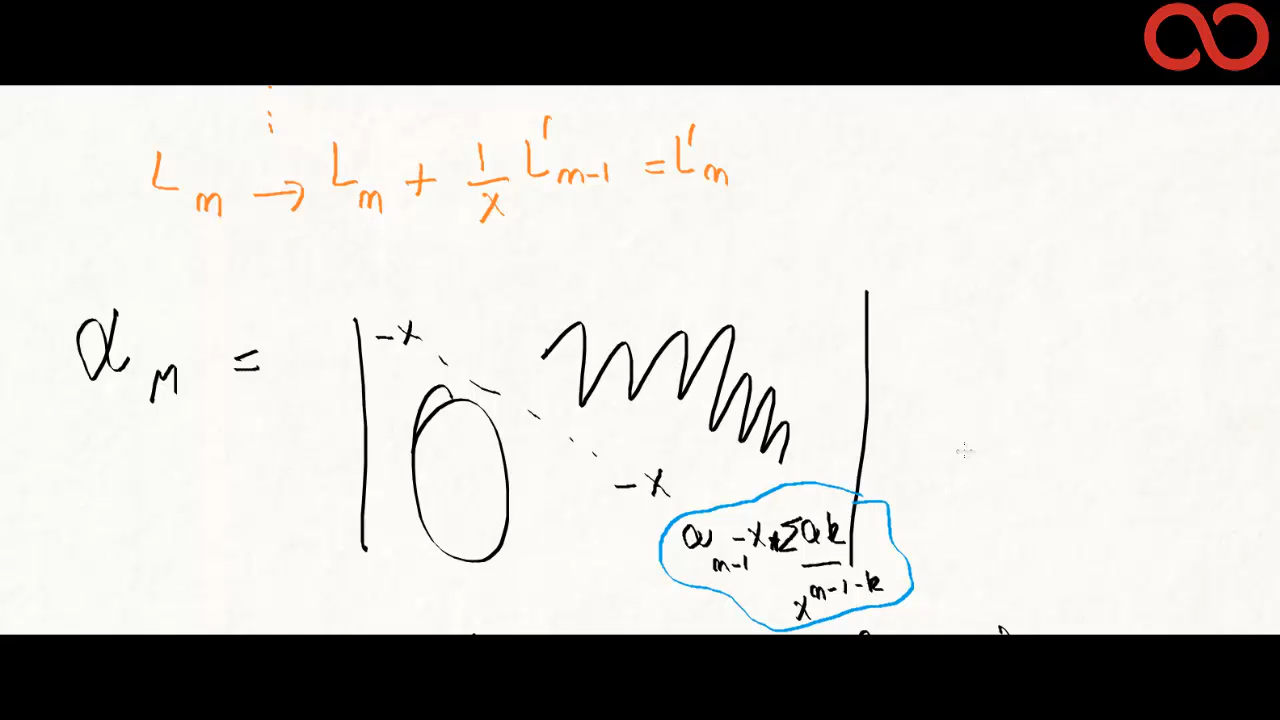 L_m → L_m + 1/x L'_{m-1} = L'_m
α_m = | -x
-x
a_{m-1} - x + Σ a_k / x^{m-1-k} |